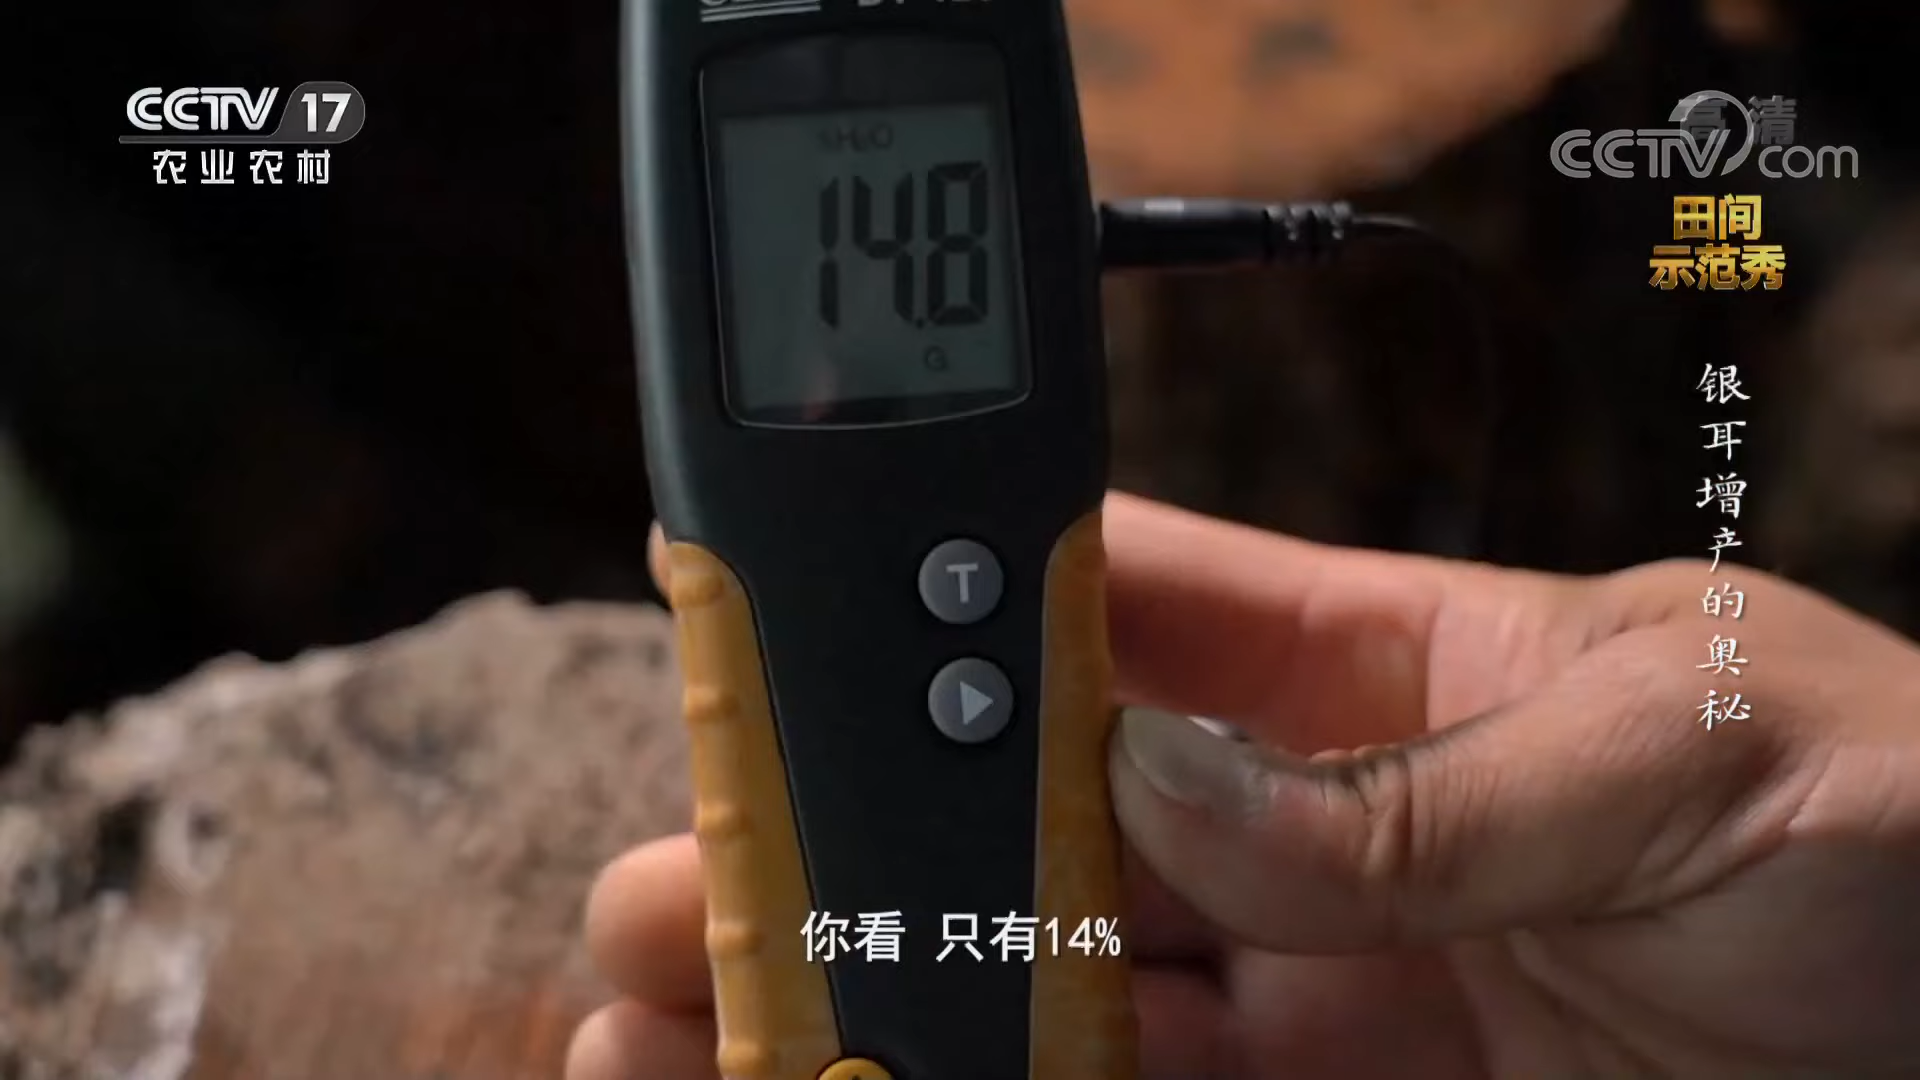 CCTV 17
农业农村
高清
CCTV com
田间
示范秀
银耳增产的奥秘
%H₂O
14.8
G
T
你看 只有14%